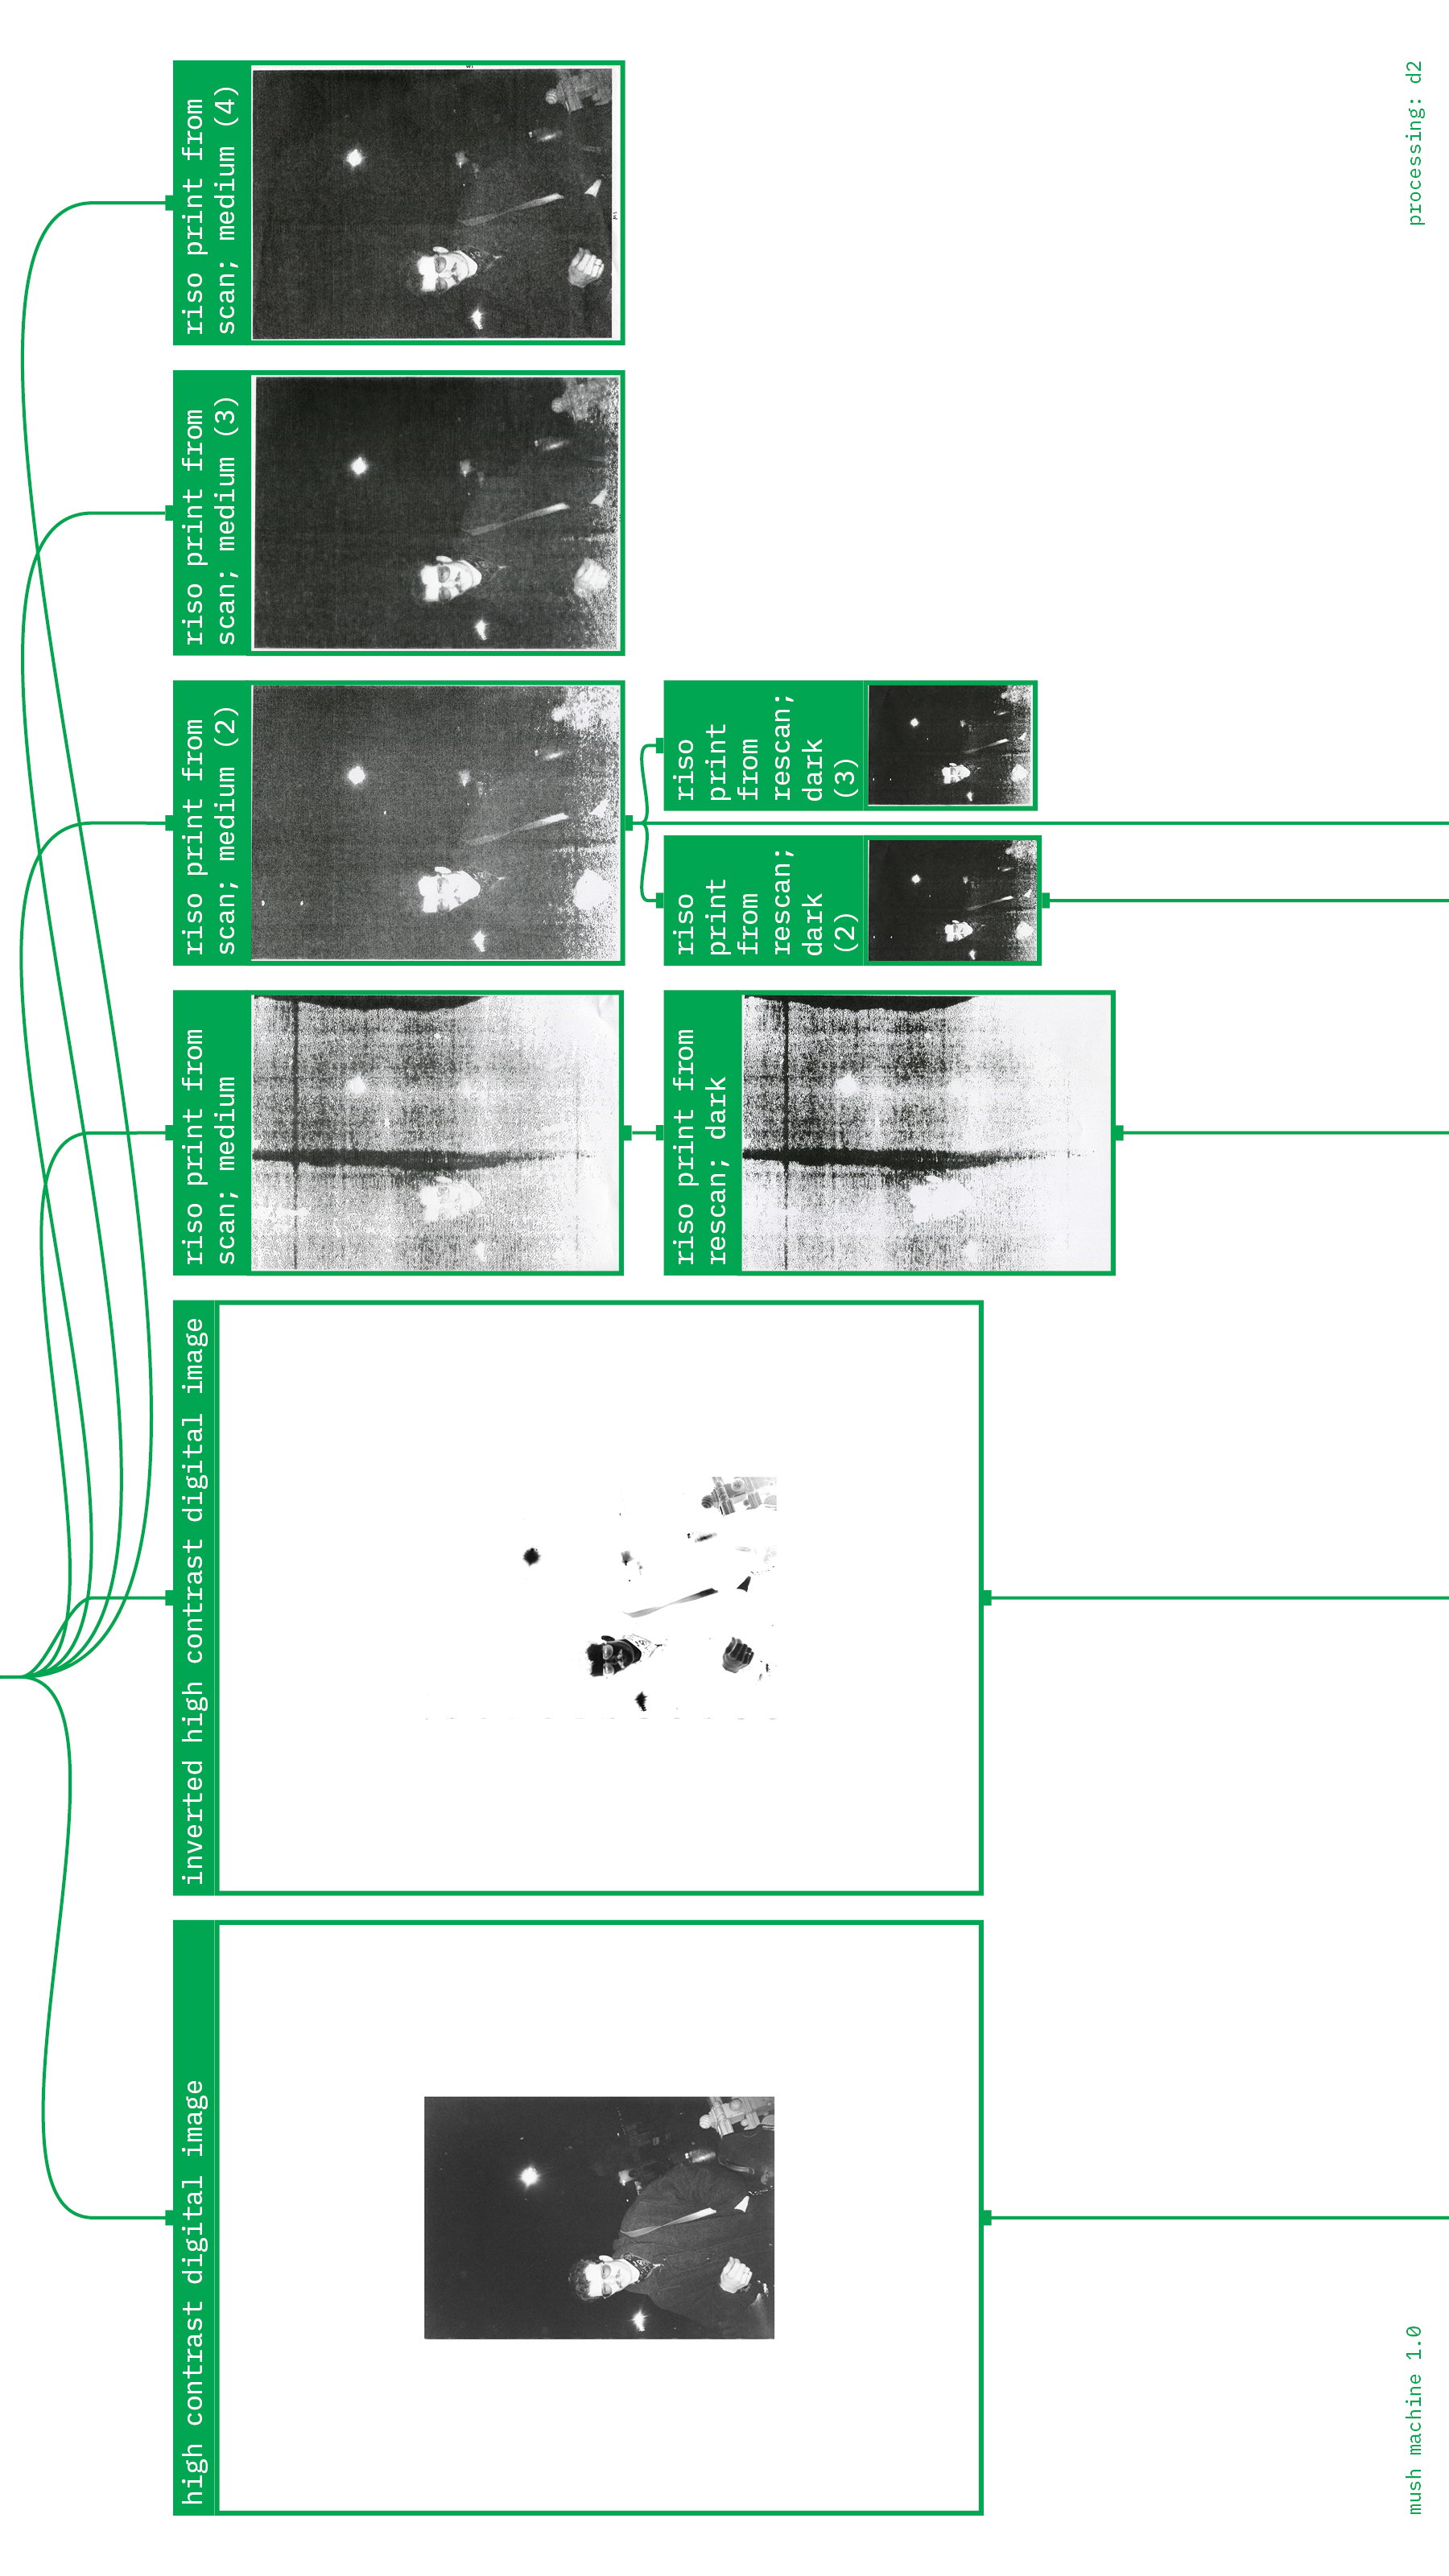 high contrast digital image
inverted high contrast digital image
riso print from
scan; medium
riso print from
scan; medium (2)
riso print from
scan; medium (3)
riso print from
scan; medium (4)
riso print from
rescan; dark
riso
print
from
rescan;
dark
(2)
riso
print
from
rescan;
dark
(3)
mush machine 1.0
processing: d2